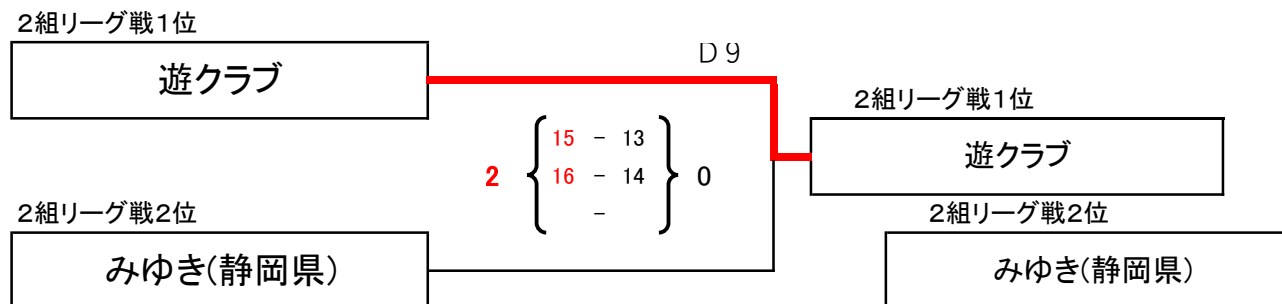 2組リーグ戦1位
遊クラブ
D9
15 - 13
2 16 - 14 0
-
2組リーグ戦2位
みゆき(静岡県)
2組リーグ戦1位
遊クラブ
2組リーグ戦2位
みゆき(静岡県)